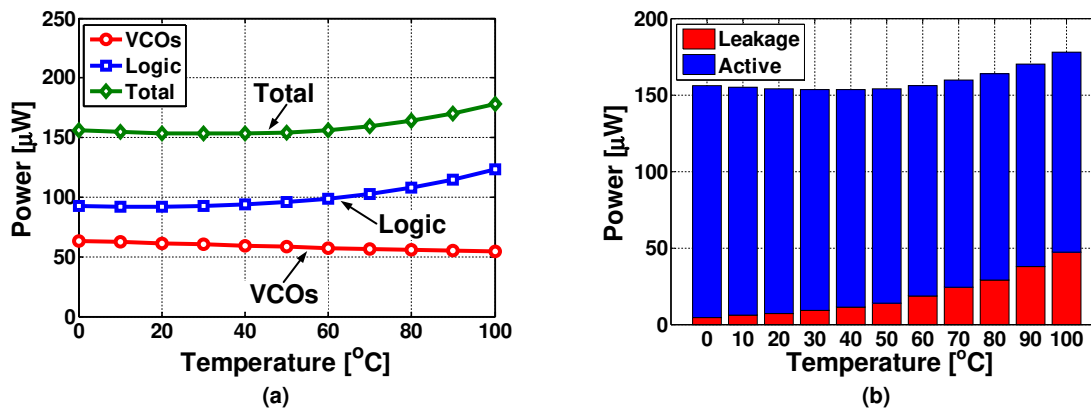 250
200
150
100
50
0
Power [µW]
VCOs
Logic
Total
Total
Logic
VCOs
0 20 40 60 80 100
Temperature [°C]
(a)
200
150
100
50
0
Power [µW]
Leakage
Active
0 10 20 30 40 50 60 70 80 90 100
Temperature [°C]
(b)